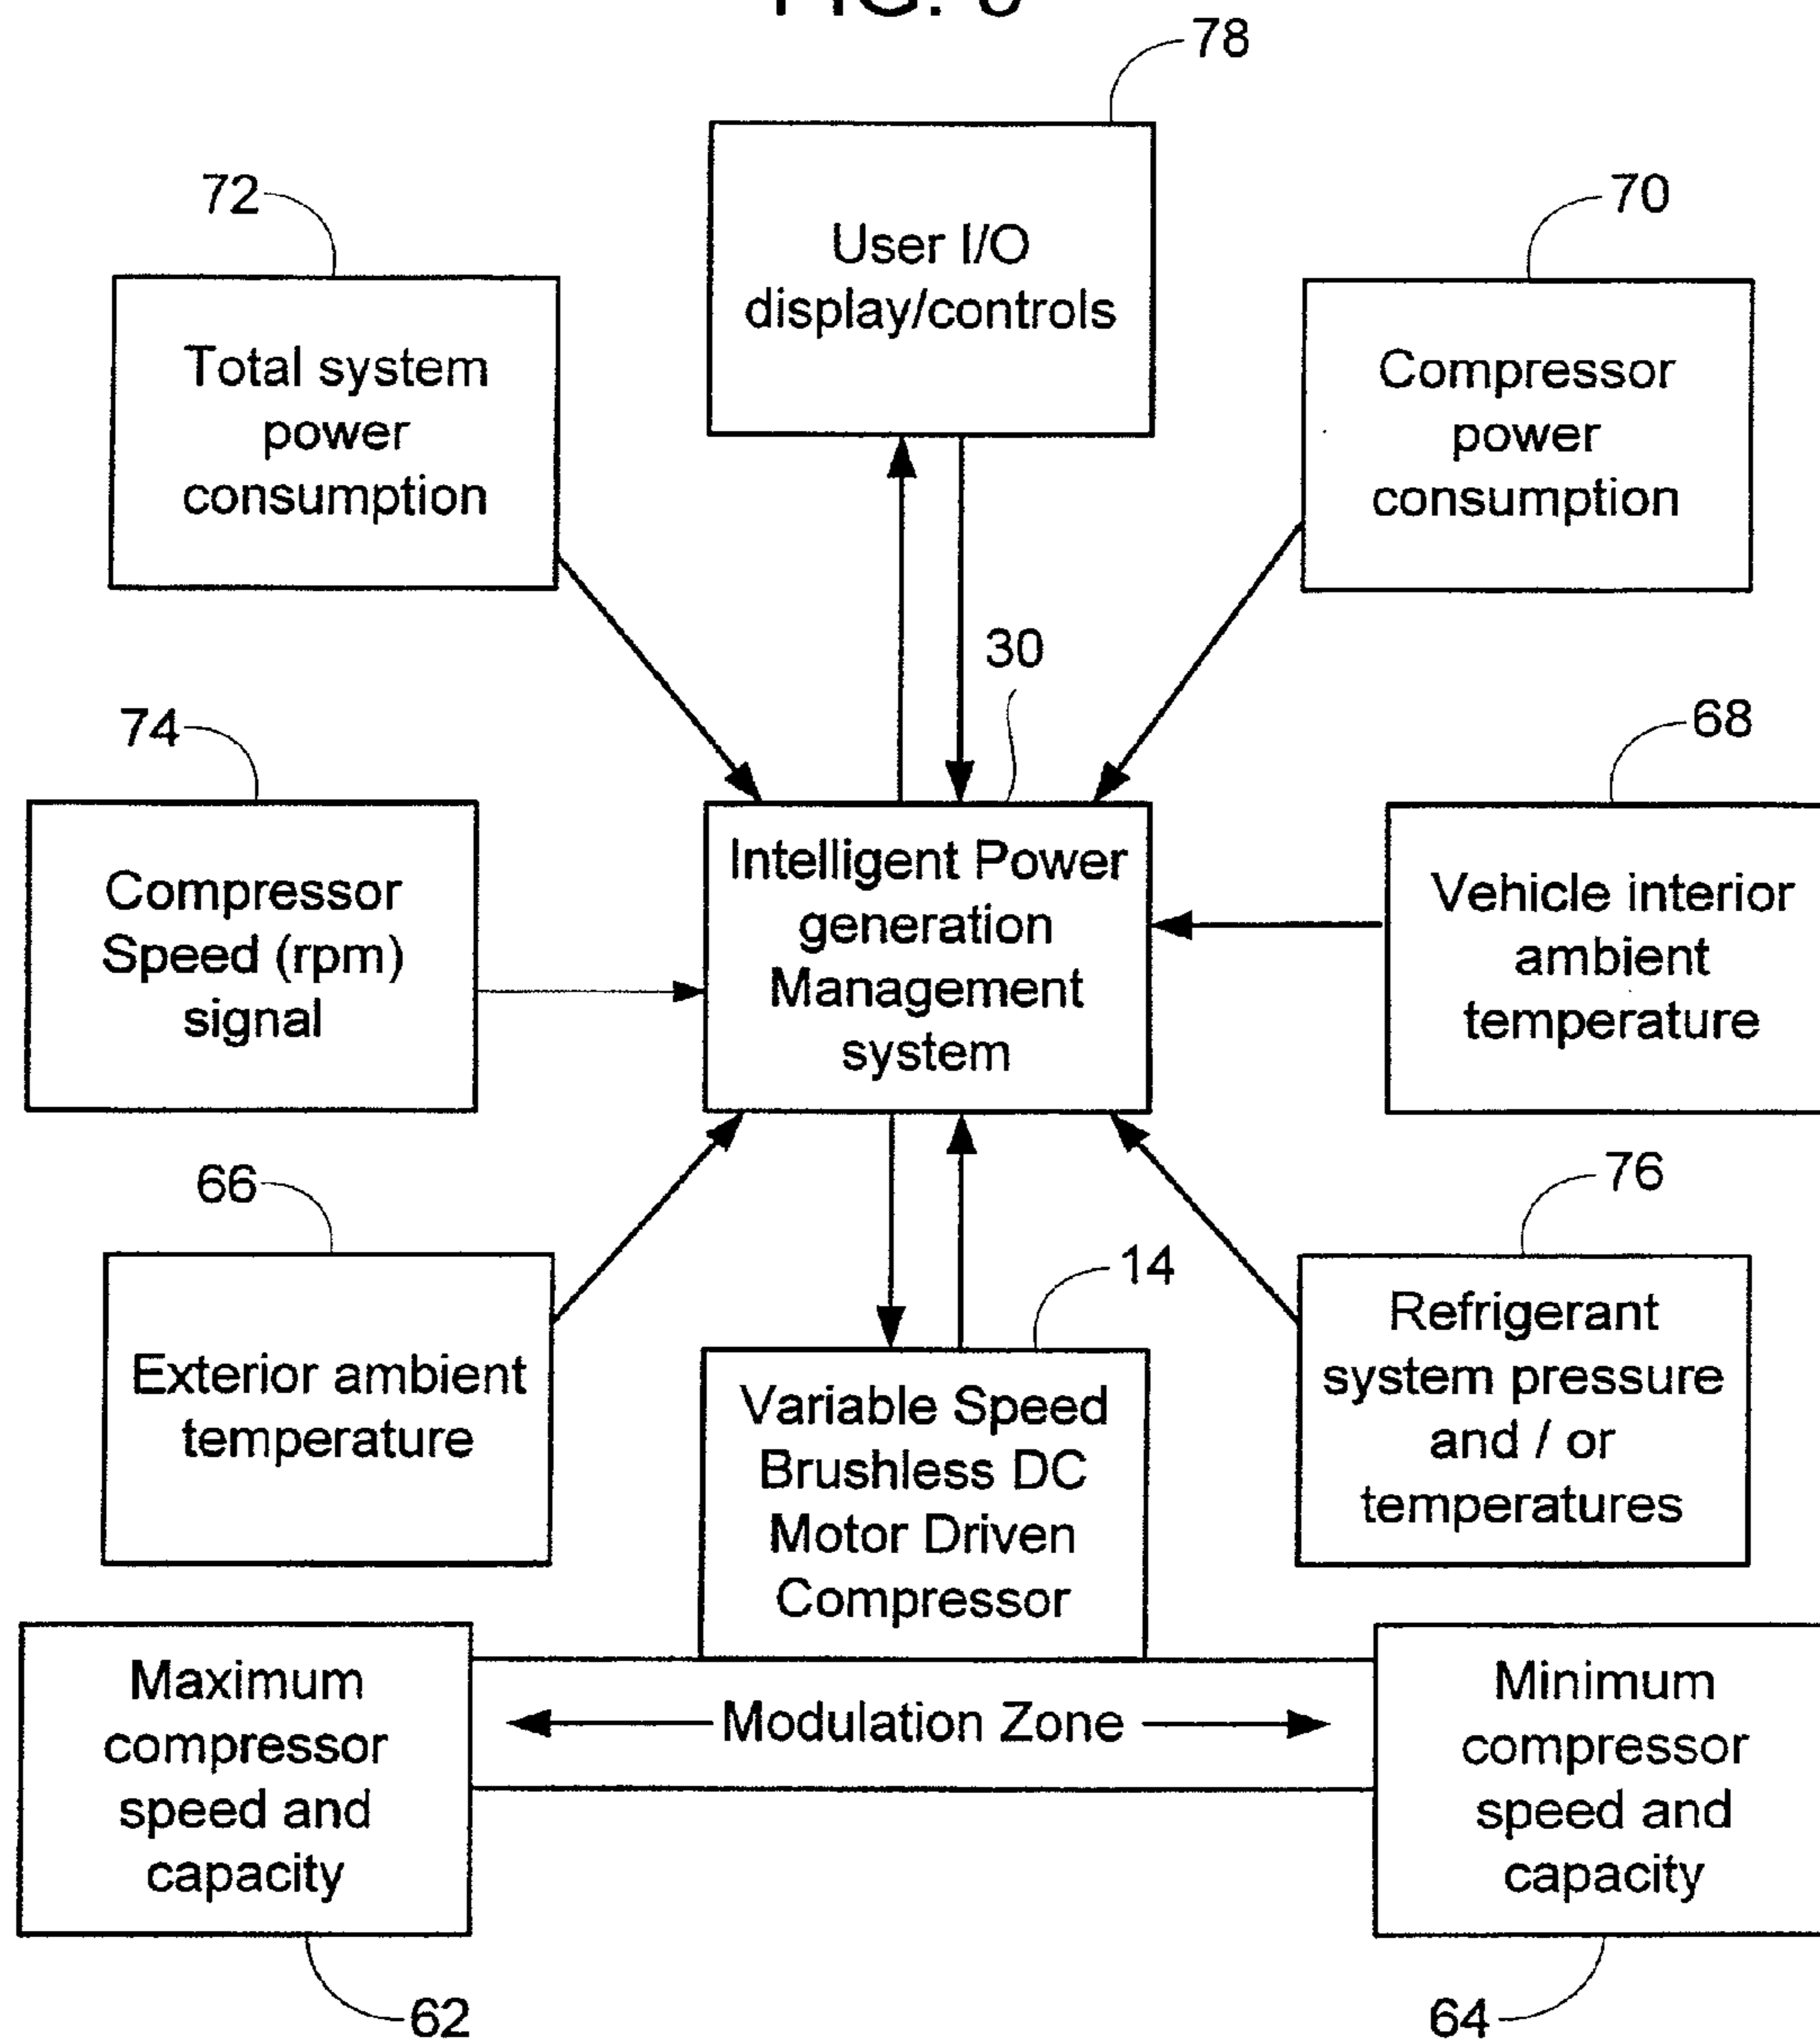 78
72
70
User I/O
display/controls
Total system
power
consumption
Compressor
power
consumption
30
74
68
Intelligent Power
generation
Management
system
Compressor
Speed (rpm)
signal
Vehicle interior
ambient
temperature
66
76
14
Exterior ambient
temperature
Variable Speed
Brushless DC
Motor Driven
Compressor
Refrigerant
system pressure
and / or
temperatures
Maximum
compressor
speed and
capacity
Modulation Zone
Minimum
compressor
speed and
capacity
62
64